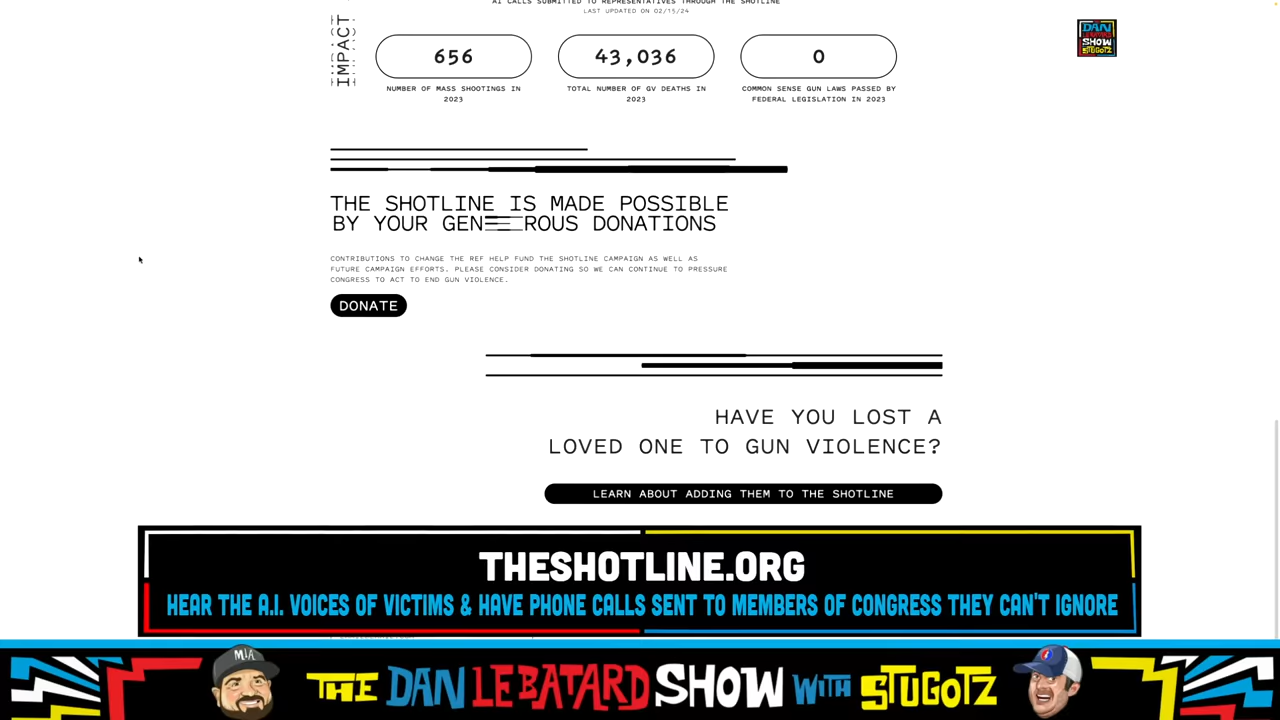 AI CALLS SUBMITTED TO REPRESENTATIVES THROUGH THE SHOTLINE
LAST UPDATED ON 02/15/24
IMPACT
656
43,036
0
NUMBER OF MASS SHOOTINGS IN
2023
TOTAL NUMBER OF GV DEATHS IN
2023
COMMON SENSE GUN LAWS PASSED BY
FEDERAL LEGISLATION IN 2023
DAN
LEBATARD
SHOW
STUGOTZ
THE SHOTLINE IS MADE POSSIBLE
BY YOUR GENEROUS DONATIONS
CONTRIBUTIONS TO CHANGE THE REF HELP FUND THE SHOTLINE CAMPAIGN AS WELL AS
FUTURE CAMPAIGN EFFORTS. PLEASE CONSIDER DONATING SO WE CAN CONTINUE TO PRESSURE
CONGRESS TO ACT TO END GUN VIOLENCE.
DONATE
HAVE YOU LOST A
LOVED ONE TO GUN VIOLENCE?
LEARN ABOUT ADDING THEM TO THE SHOTLINE
THESHOTLINE.ORG
HEAR THE A.I. VOICES OF VICTIMS & HAVE PHONE CALLS SENT TO MEMBERS OF CONGRESS THEY CAN'T IGNORE
MIA
THE DAN LEBATARD SHOW WITH STUGOTZ